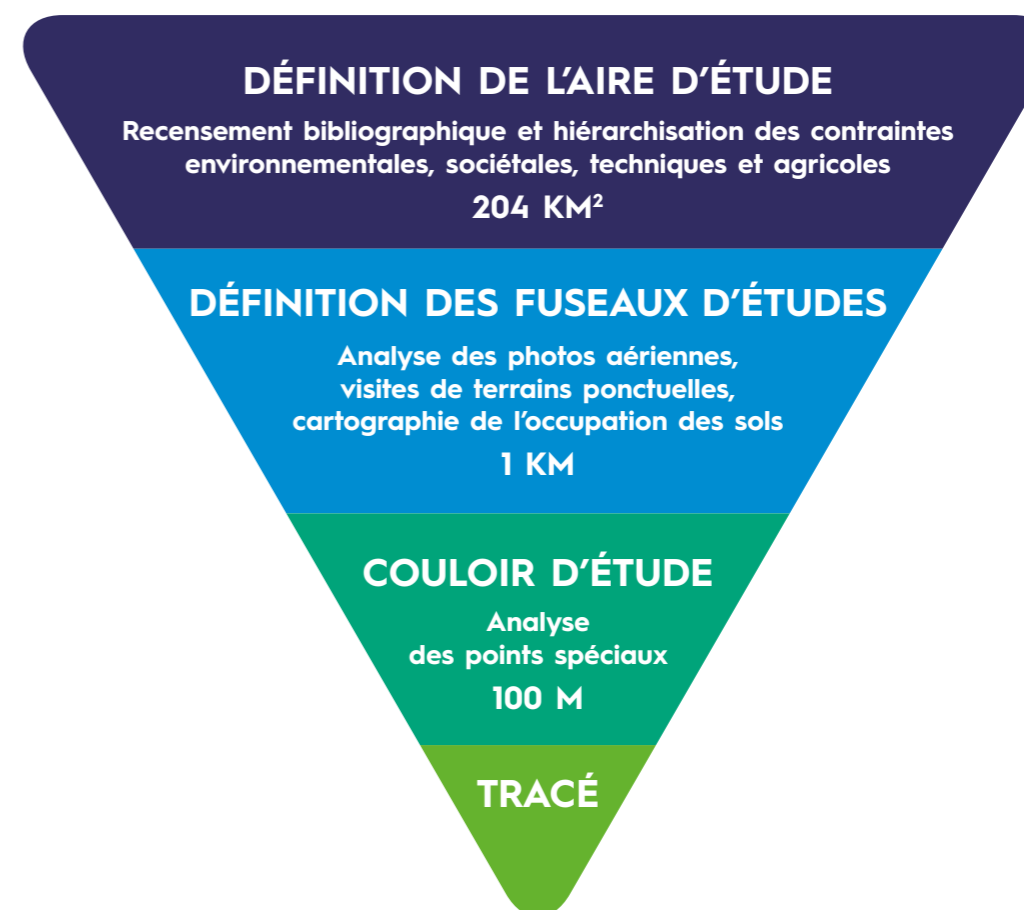 DÉFINITION DE L'AIRE D'ÉTUDE
Recensement bibliographique et hiérarchisation des contraintes
environnementales, sociétales, techniques et agricoles
204 KM²
DÉFINITION DES FUSEAUX D'ÉTUDES
Analyse des photos aériennes,
visites de terrains ponctuelles,
cartographie de l'occupation des sols
1 KM
COULOIR D'ÉTUDE
Analyse
des points spéciaux
100 M
TRACÉ